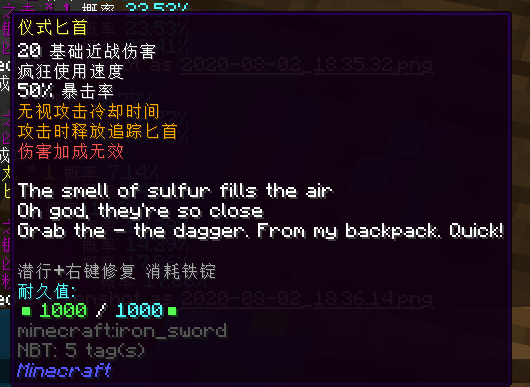 仪式匕首
20 基础近战伤害
疯狂使用速度
50% 暴击率
无视攻击冷却时间
攻击时释放追踪匕首
伤害加成无效
The smell of sulfur fills the air
Oh god, they're so close
Grab the - the dagger. From my backpack. Quick!
潜行+右键修复 消耗铁锭
耐久值:
▪ 1000 / 1000 ▪
minecraft:iron_sword
NBT: 5 tag(s)
Minecraft